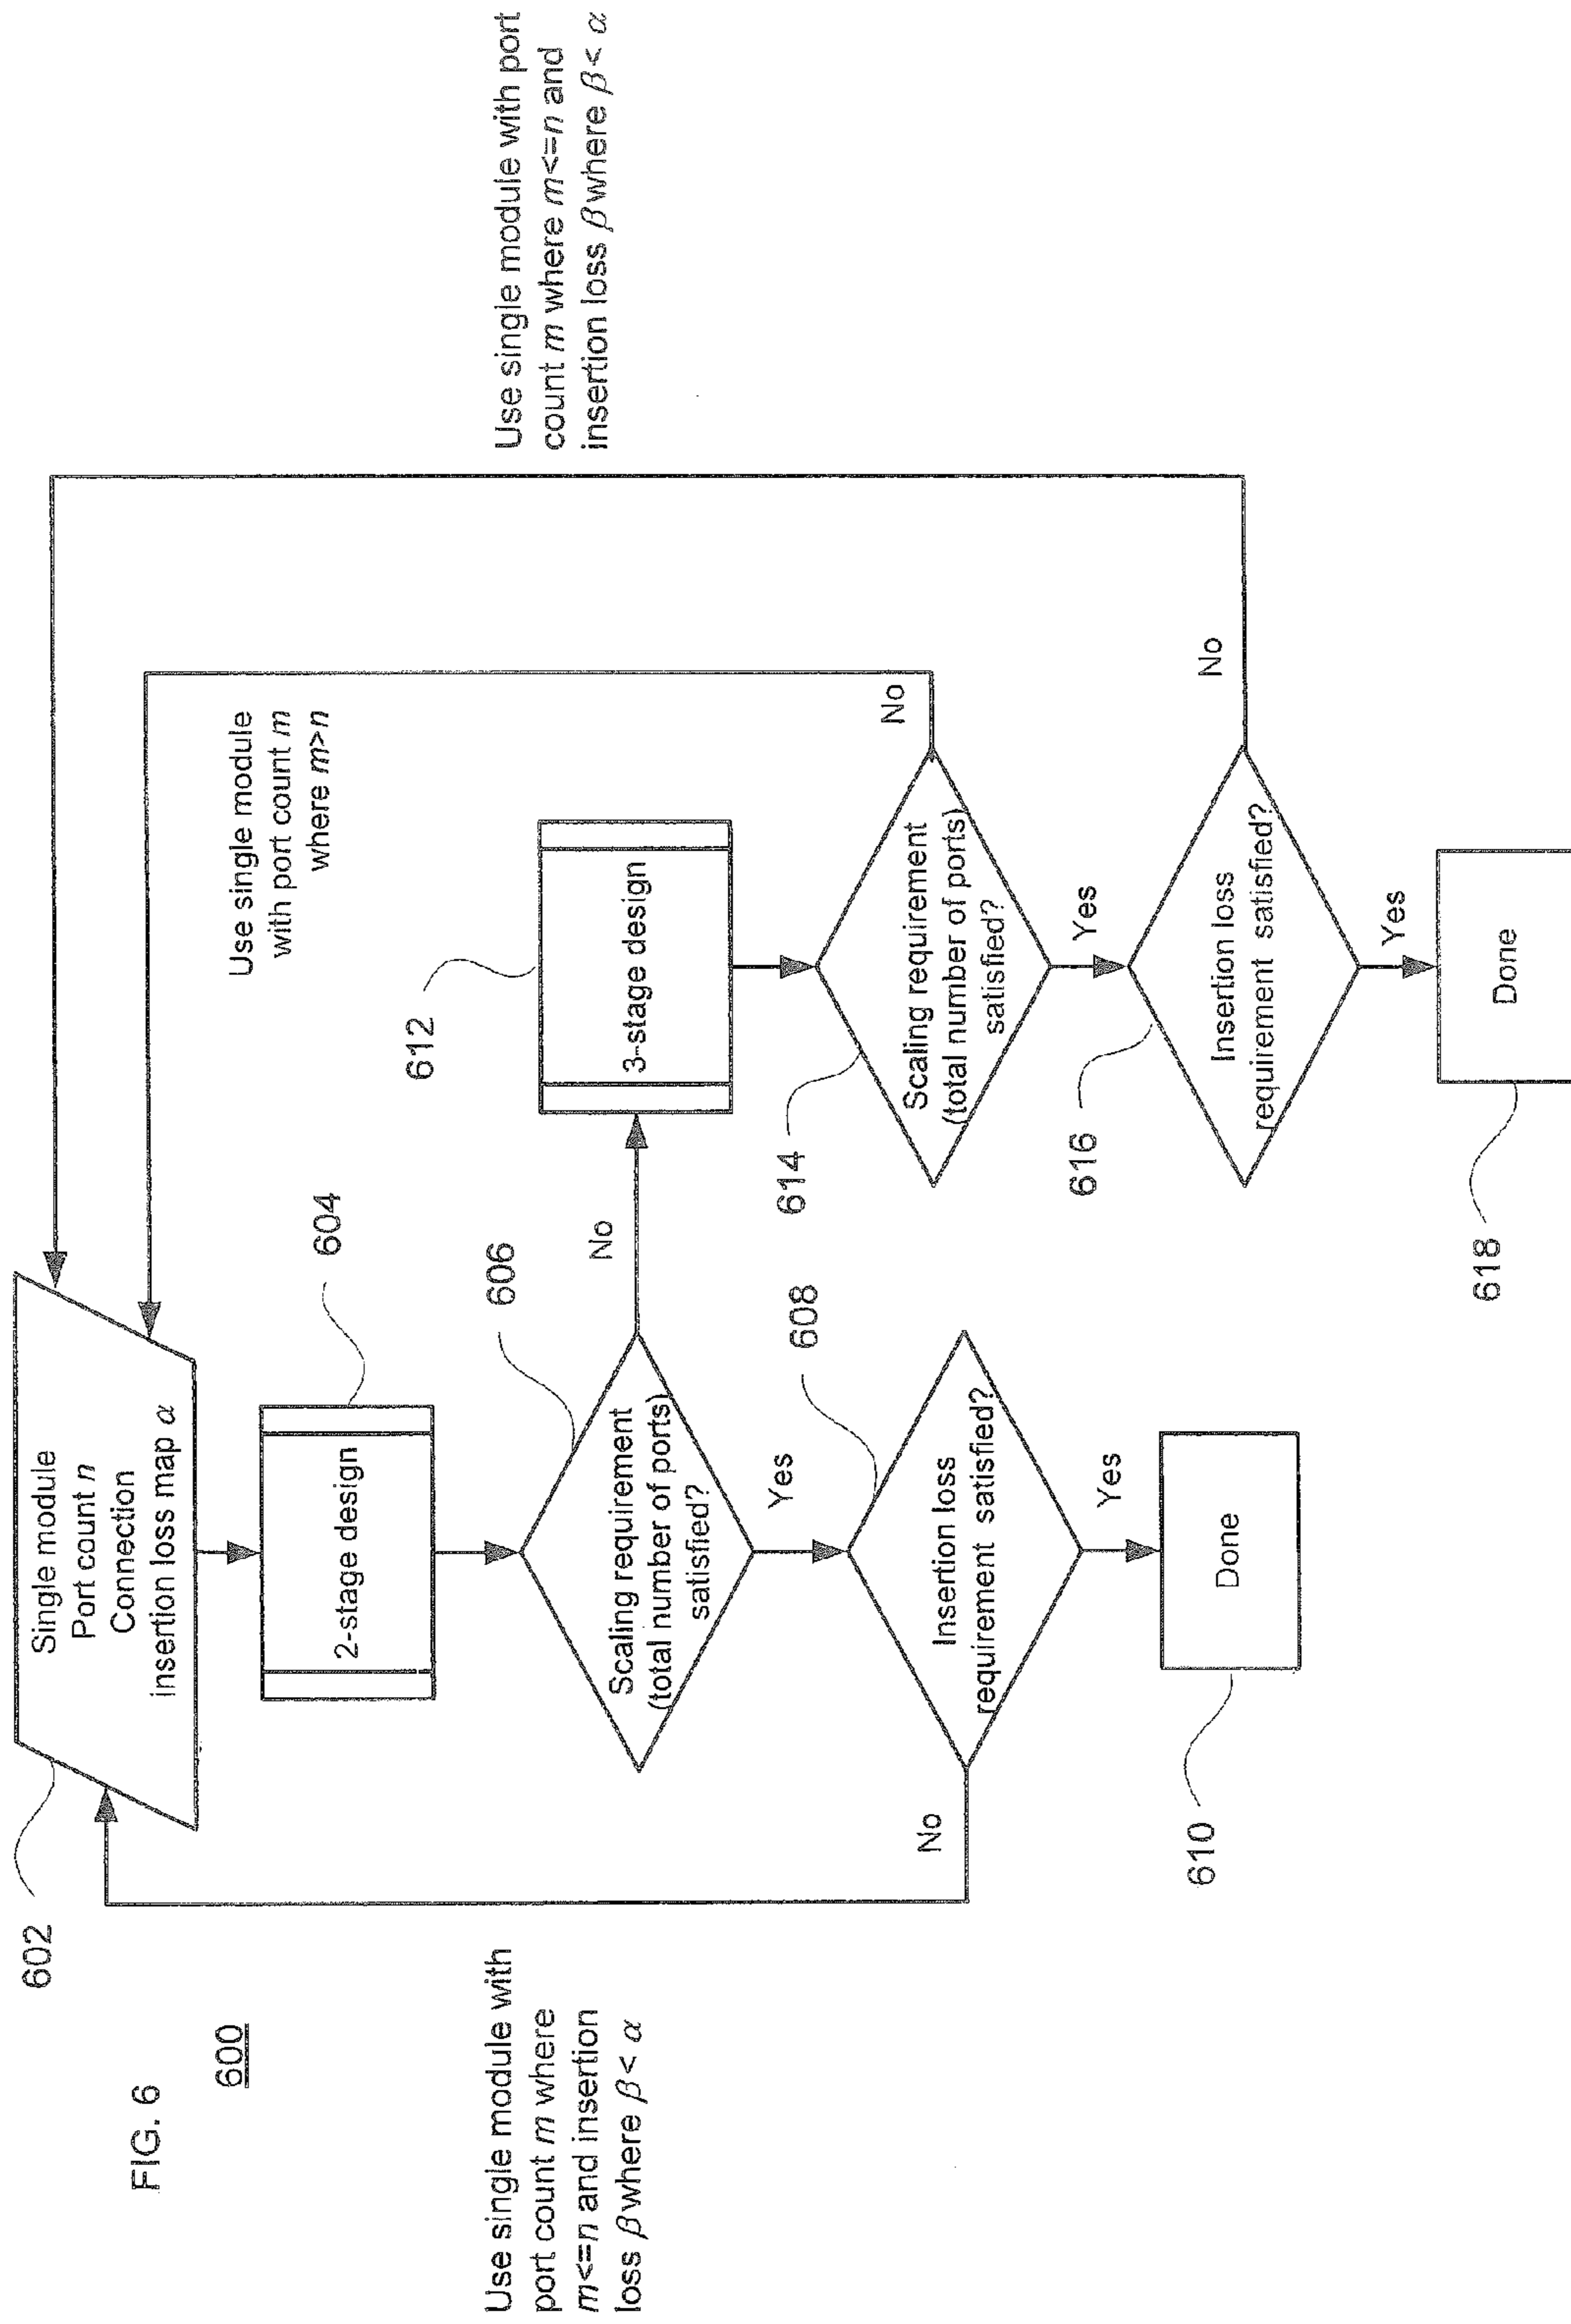 FIG. 6
600
602
Single module
Port count n
Connection
insertion loss map α
604
2-stage design
606
Scaling requirement
(total number of ports)
satisfied?
No
Yes
608
Insertion loss
requirement satisfied?
No
Yes
610
Done
Use single module with
port count m where
m<=n and insertion
loss β where β < α
612
3-stage design
614
Scaling requirement
(total number of ports)
satisfied?
No
Yes
Use single module
with port count m
where m>n
616
Insertion loss
requirement satisfied?
No
Yes
618
Done
Use single module with port
count m where m<=n and
insertion loss β where β < α